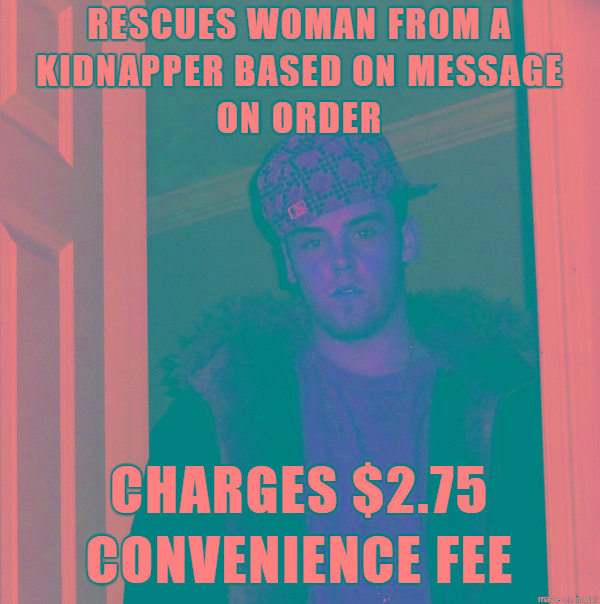 RESCUES WOMAN FROM A
KIDNAPPER BASED ON MESSAGE
ON ORDER
CHARGES $2.75
CONVENIENCE FEE